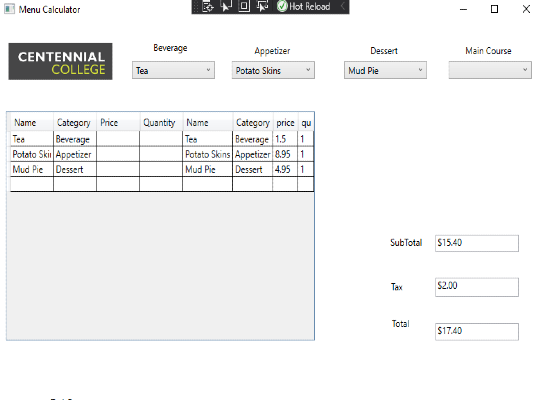 Menu Calculator
Hot Reload
CENTENNIAL
COLLEGE
Beverage Appetizer Dessert Main Course
Tea Potato Skins Mud Pie
Name Category Price Quantity Name Category price qu
Tea Beverage Tea Beverage 1.5 1
Potato Skii Appetizer Potato Skins Appetizer 8.95 1
Mud Pie Dessert Mud Pie Dessert 4.95 1
SubTotal $15.40
Tax $2.00
Total $17.40